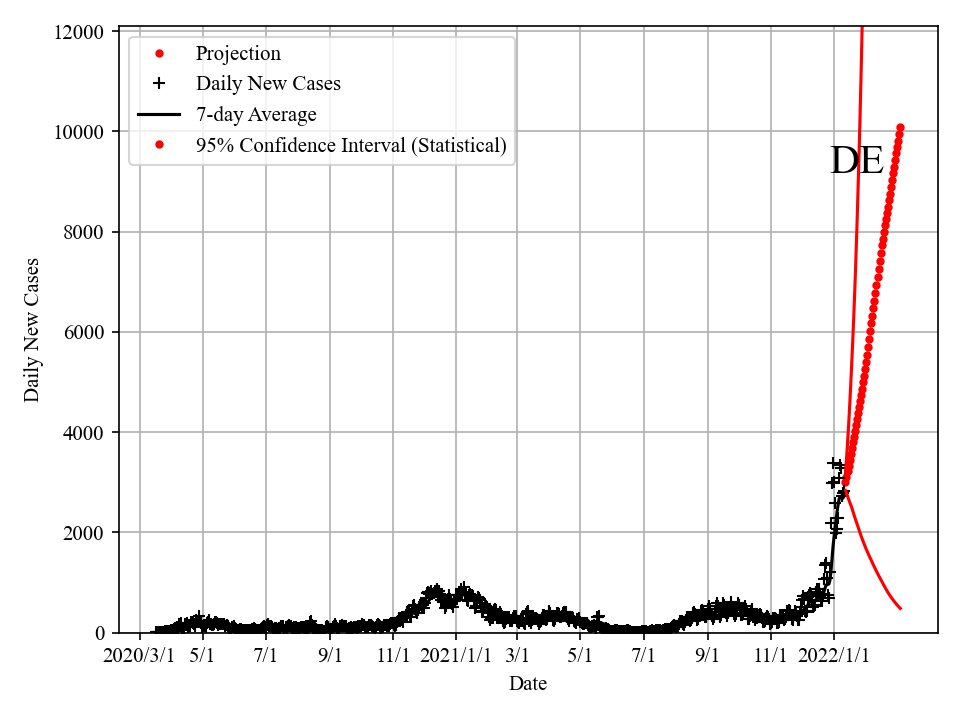 12000
10000
8000
6000
4000
2000
0
Daily New Cases
Projection
Daily New Cases
7-day Average
95% Confidence Interval (Statistical)
DE
2020/3/1 5/1 7/1 9/1 11/1 2021/1/1 3/1 5/1 7/1 9/1 11/1 2022/1/1
Date